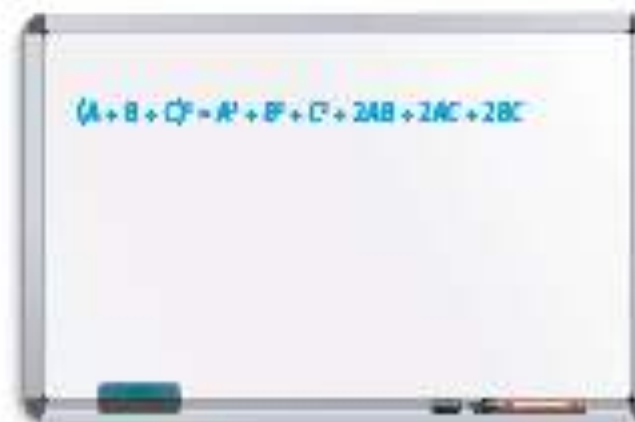 (A + B + C)² = A² + B² + C² + 2AB + 2AC + 2BC